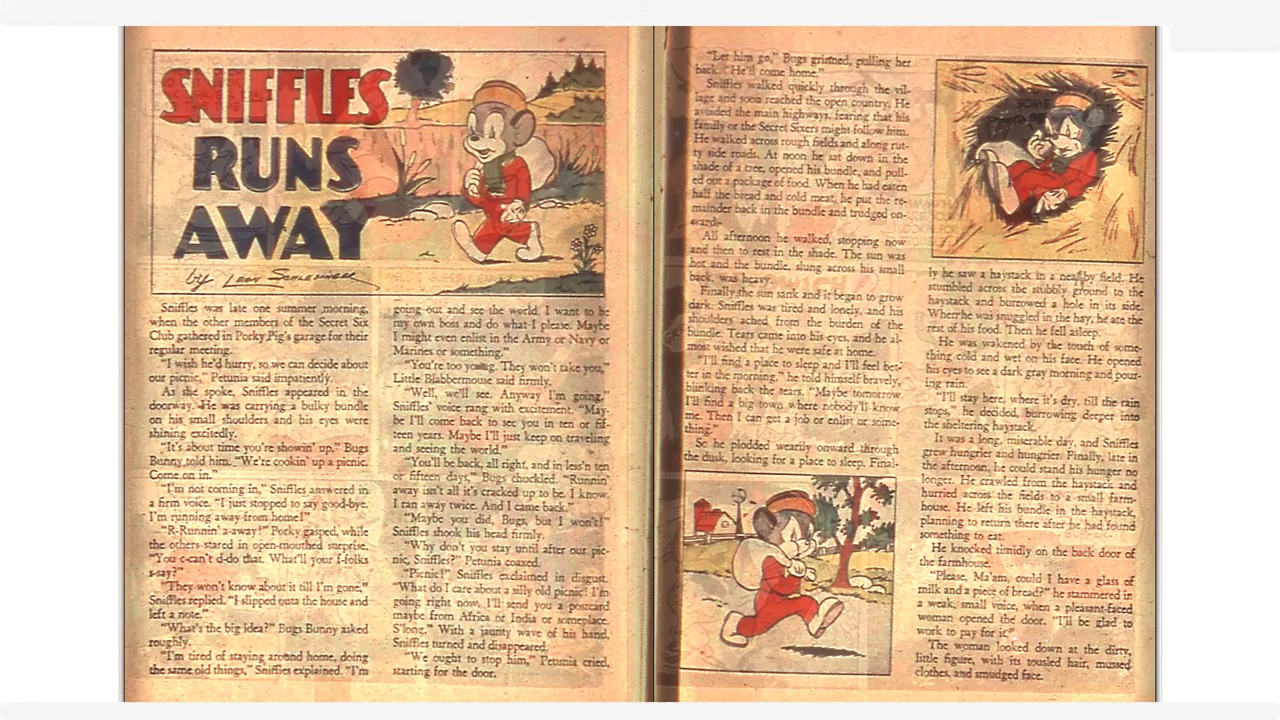 SNIFFLES
RUNS
AWAY
by Leon Schlesinger
Sniffles was late one summer morning,
when the other members of the Secret Six
Club gathered in Porky Pig's garage for their
regular meeting.
"I wish he'd hurry, so we can decide about
our picnic," Petunia said impatiently.
As she spoke, Sniffles appeared in the
doorway. He was carrying a bulky bundle
on his small shoulders and his eyes were
shining excitedly.
"It's about time you're showin' up," Bugs
Bunny told him. "We're cookin' up a picnic.
Come on in."
"I'm not coming in," Sniffles answered in
a firm voice. "I just stopped to say good-bye.
I'm running away from home!"
"R-Runnin' a-away!" Porky gasped, while
the others stared in open-mouthed surprise.
"You c-can't d-do that. What'll your f-folks
s-say?"
"They won't know about it till I'm gone,"
Sniffles replied. "I slipped outa the house and
left a note."
"What's the big idea?" Bugs Bunny asked
roughly.
"I'm tired of staying around home, doing
the same old things," Sniffles explained. "I'm
going out and see the world. I want to be
my own boss and do what I please. Maybe
I might even enlist in the Army or Navy or
Marines or something."
"You're too young. They won't take you,"
Little Blabbermouse said firmly.
"Well, we'll see. Anyway I'm going,"
Sniffles' voice rang with excitement. "May-
be I'll come back to see you in ten or fif-
teen years. Maybe I'll just keep on traveling
and seeing the world."
"You'll be back, all right, and in less'n ten
or fifteen days," Bugs chuckled. "Runnin'
away isn't all it's cracked up to be. I know.
I ran away twice. And I came back."
"Maybe you did, Bugs, but I won't!"
Sniffles shook his head firmly.
"Why don't you stay until after our pic-
nic, Sniffles?" Petunia coaxed.
"Picnic!" Sniffles exclaimed in disgust.
"What do I care about a silly old picnic! I'm
going right now. I'll send you a postcard
maybe from Africa or India or someplace.
S'long." With a jaunty wave of his hand,
Sniffles turned and disappeared.
"We ought to stop him," Petunia cried,
starting for the door.
"Let him go," Bugs grinned, pulling her
back. "He'll come home."
Sniffles walked quickly through the vil-
lage and soon reached the open country. He
avoided the main highways, fearing that his
family or the Secret Sixers might follow him.
He walked across rough fields and along rut-
ty side roads. At noon he sat down in the
shade of a tree, opened his bundle, and pull-
ed out a package of food. When he had eaten
half the bread and cold meat, he put the re-
mainder back in the bundle and trudged on-
wards.
All afternoon he walked, stopping now
and then to rest in the shade. The sun was
hot and the bundle, slung across his small
back, was heavy.
Finally the sun sank and it began to grow
dark. Sniffles was tired and lonely, and his
shoulders ached from the burden of the
bundle. Tears came into his eyes, and he al-
most wished that he were safe at home.
"I'll find a place to sleep and I'll feel bet-
ter in the morning," he told himself bravely,
blinking back the tears. "Maybe tomorrow
I'll find a big town where nobody'll know
me. Then I can get a job or enlist or some-
thing."
So he plodded wearily onward through
the dusk, looking for a place to sleep. Final-
ly he saw a haystack in a nearby field. He
stumbled across the stubbly ground to the
haystack and burrowed a hole in its side.
When he was snuggled in the hay, he ate the
rest of his food. Then he fell asleep.
He was wakened by the touch of some-
thing cold and wet on his face. He opened
his eyes to see a dark gray morning and pour-
ing rain.
"I'll stay here, where it's dry, till the rain
stops," he decided, burrowing deeper into
the sheltering haystack.
It was a long, miserable day, and Sniffles
grew hungrier and hungrier. Finally, late in
the afternoon, he could stand his hunger no
longer. He crawled from the haystack and
hurried across the fields to a small farm-
house. He left his bundle in the haystack,
planning to return there after he had found
something to eat.
He knocked timidly on the back door of
the farmhouse.
"Please, Ma'am, could I have a glass of
milk and a piece of bread?" he stammered in
a weak, small voice, when a pleasant-faced
woman opened the door. "I'll be glad to
work to pay for it."
The woman looked down at the dirty,
little figure, with its tousled hair, mussed
clothes, and smudged face.